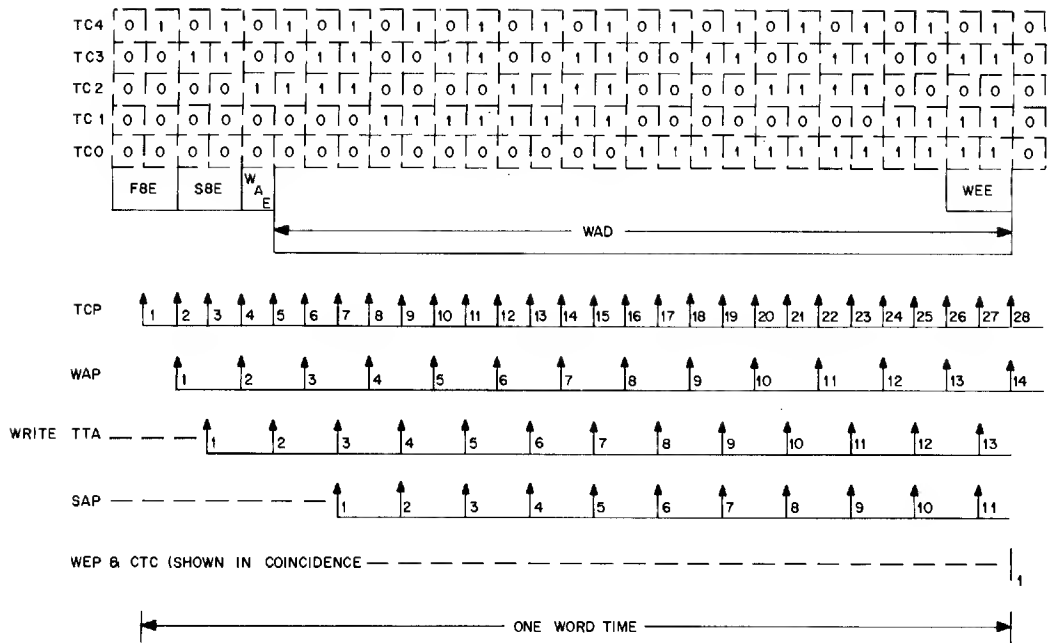 TC4 0 1 0 1 0 1 0 1 0 1 0 1 0 1 0 1 0 1 0 1 0 1 0 1 0 1 0 1 0
TC3 0 0 1 1 0 0 1 1 0 0 1 1 0 0 1 1 0 0 1 1 0 0 1 1 0 0 1 1 0
TC2 0 0 0 0 1 1 1 1 0 0 0 0 1 1 1 1 0 0 0 0 1 1 1 1 0 0 0 0 0
TC1 0 0 0 0 0 0 0 0 1 1 1 1 1 1 1 1 0 0 0 0 0 0 0 0 1 1 1 1 0
TC0 0 0 0 0 0 0 0 0 0 0 0 0 0 0 0 0 1 1 1 1 1 1 1 1 1 1 1 1 0
F8E S8E WAE WEE
WAD
TCP 1 2 3 4 5 6 7 8 9 10 11 12 13 14 15 16 17 18 19 20 21 22 23 24 25 26 27 28
WAP 1 2 3 4 5 6 7 8 9 10 11 12 13 14
WRITE TTA 1 2 3 4 5 6 7 8 9 10 11 12 13
SAP 1 2 3 4 5 6 7 8 9 10 11
WEP & CTC (SHOWN IN COINCIDENCE 1
ONE WORD TIME